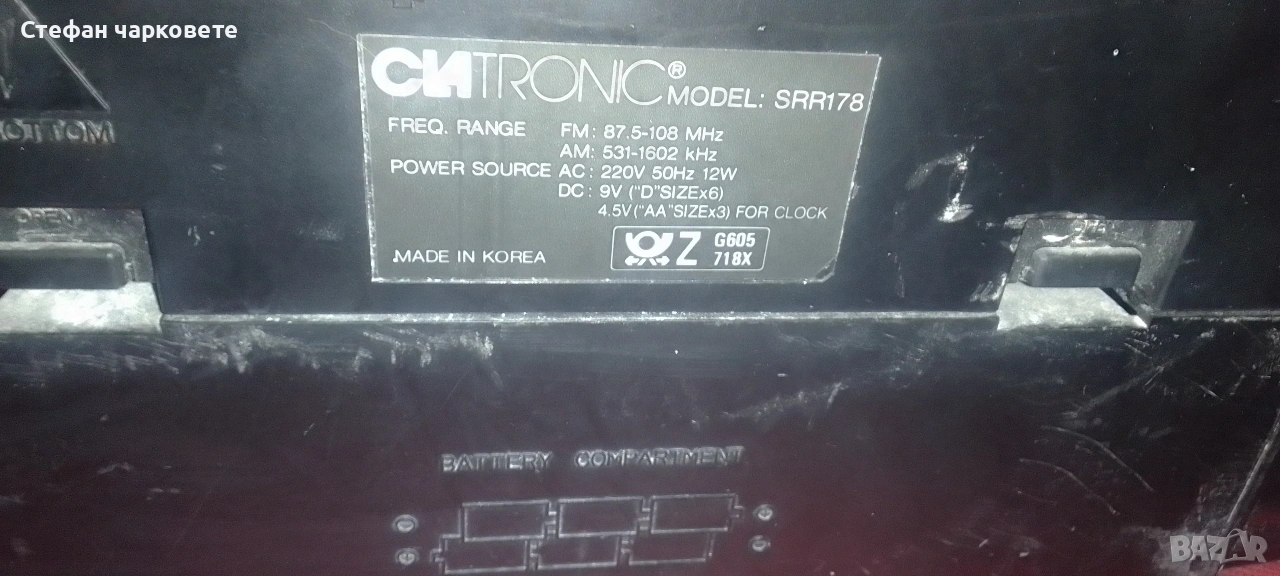 Стефан чарковете
BOTTOM
OPEN
CLATRONIC® MODEL: SRR178
FREQ. RANGE FM: 87.5-108 MHz
AM: 531-1602 kHz
POWER SOURCE AC: 220V 50Hz 12W
DC: 9V ("D"SIZEx6)
4.5V("AA"SIZEx3) FOR CLOCK
MADE IN KOREA
Z G605
718X
BATTERY COMPARTMENT
BAZAR